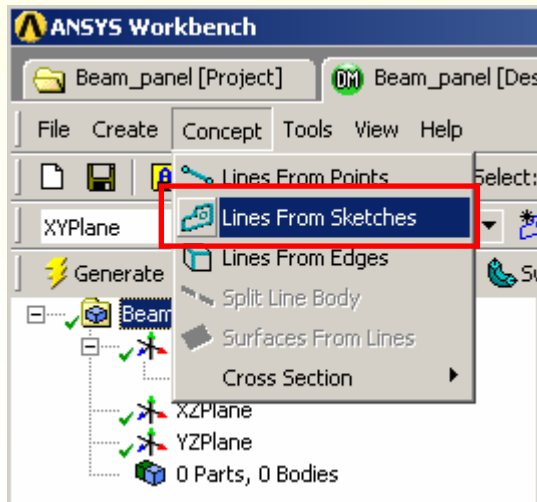 ANSYS Workbench
Beam_panel [Project]
DM Beam_panel [Des
File Create Concept Tools View Help
Lines From Points
Select:
XYPlane
Lines From Sketches
Generate
Lines From Edges
Su
Beam
Split Line Body
Surfaces From Lines
Cross Section
XZPlane
YZPlane
0 Parts, 0 Bodies